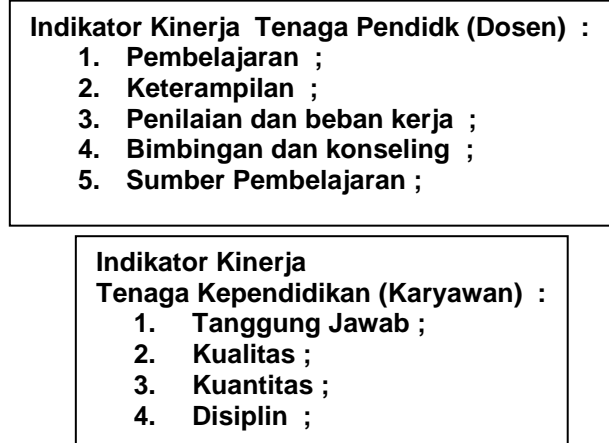 Indikator Kinerja Tenaga Pendidk (Dosen) :
1. Pembelajaran ;
2. Keterampilan ;
3. Penilaian dan beban kerja ;
4. Bimbingan dan konseling ;
5. Sumber Pembelajaran ;
Indikator Kinerja
Tenaga Kependidikan (Karyawan) :
1. Tanggung Jawab ;
2. Kualitas ;
3. Kuantitas ;
4. Disiplin ;